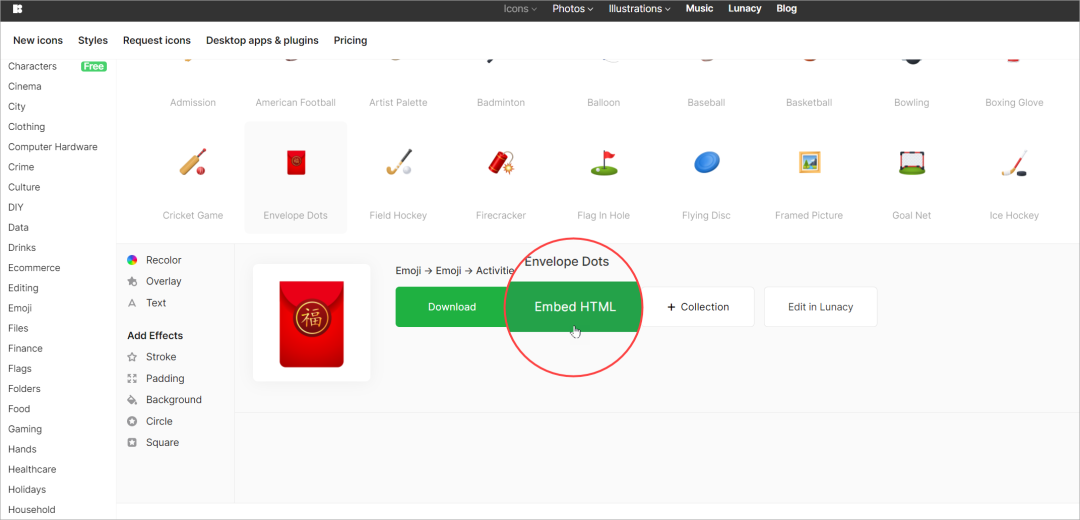 Icons Photos Illustrations Music Lunacy Blog
New icons Styles Request icons Desktop apps & plugins Pricing
Characters Free
Cinema
City
Clothing
Computer Hardware
Crime
Culture
DIY
Data
Drinks
Ecommerce
Editing
Emoji
Files
Finance
Flags
Folders
Food
Gaming
Hands
Healthcare
Holidays
Household
Admission American Football Artist Palette Badminton Balloon Baseball Basketball Bowling Boxing Glove
Cricket Game Envelope Dots Field Hockey Firecracker Flag In Hole Flying Disc Framed Picture Goal Net Ice Hockey
Recolor
Overlay
A Text
Add Effects
Stroke
Padding
Background
Circle
Square
福
Emoji → Emoji → Activitie
Envelope Dots
Download Embed HTML + Collection Edit in Lunacy